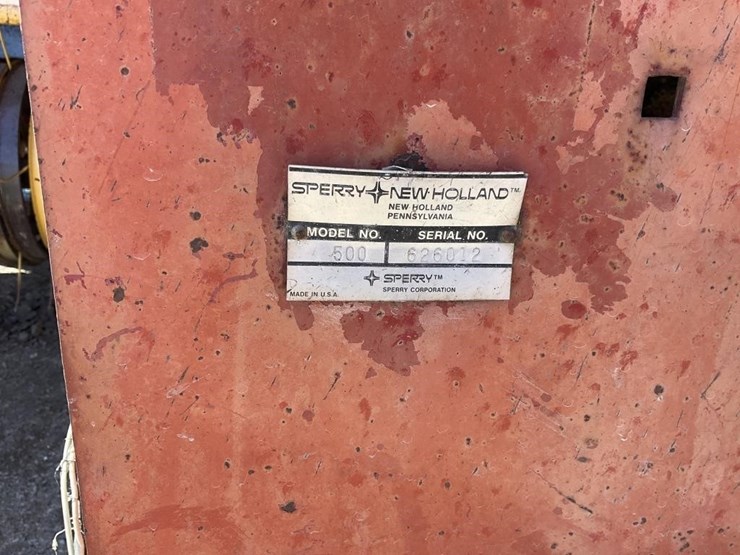 SPERRY NEW HOLLAND™
NEW HOLLAND
PENNSYLVANIA
MODEL NO. SERIAL NO.
500 626012
SPERRY™
SPERRY CORPORATION
MADE IN U.S.A.